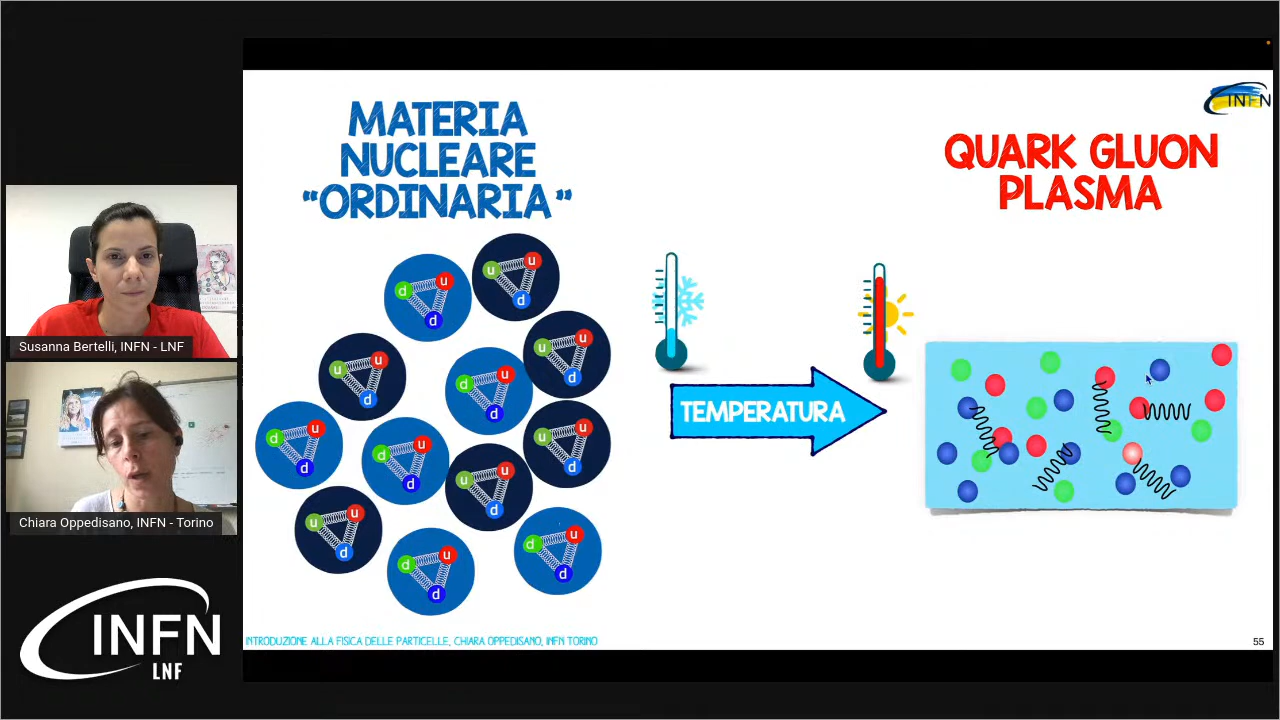 MATERIA
NUCLEARE
“ORDINARIA”
QUARK GLUON
PLASMA
INFN
TEMPERATURA
u
u
d
d
u
d
u
u
d
u
u
d
d
u
d
d
u
d
d
u
d
u
u
d
u
u
d
u
u
d
d
u
d
d
u
d
Susanna Bertelli, INFN - LNF
Chiara Oppedisano, INFN - Torino
INFN
LNF
INTRODUZIONE ALLA FISICA DELLE PARTICELLE, CHIARA OPPEDISANO, INFN TORINO
55